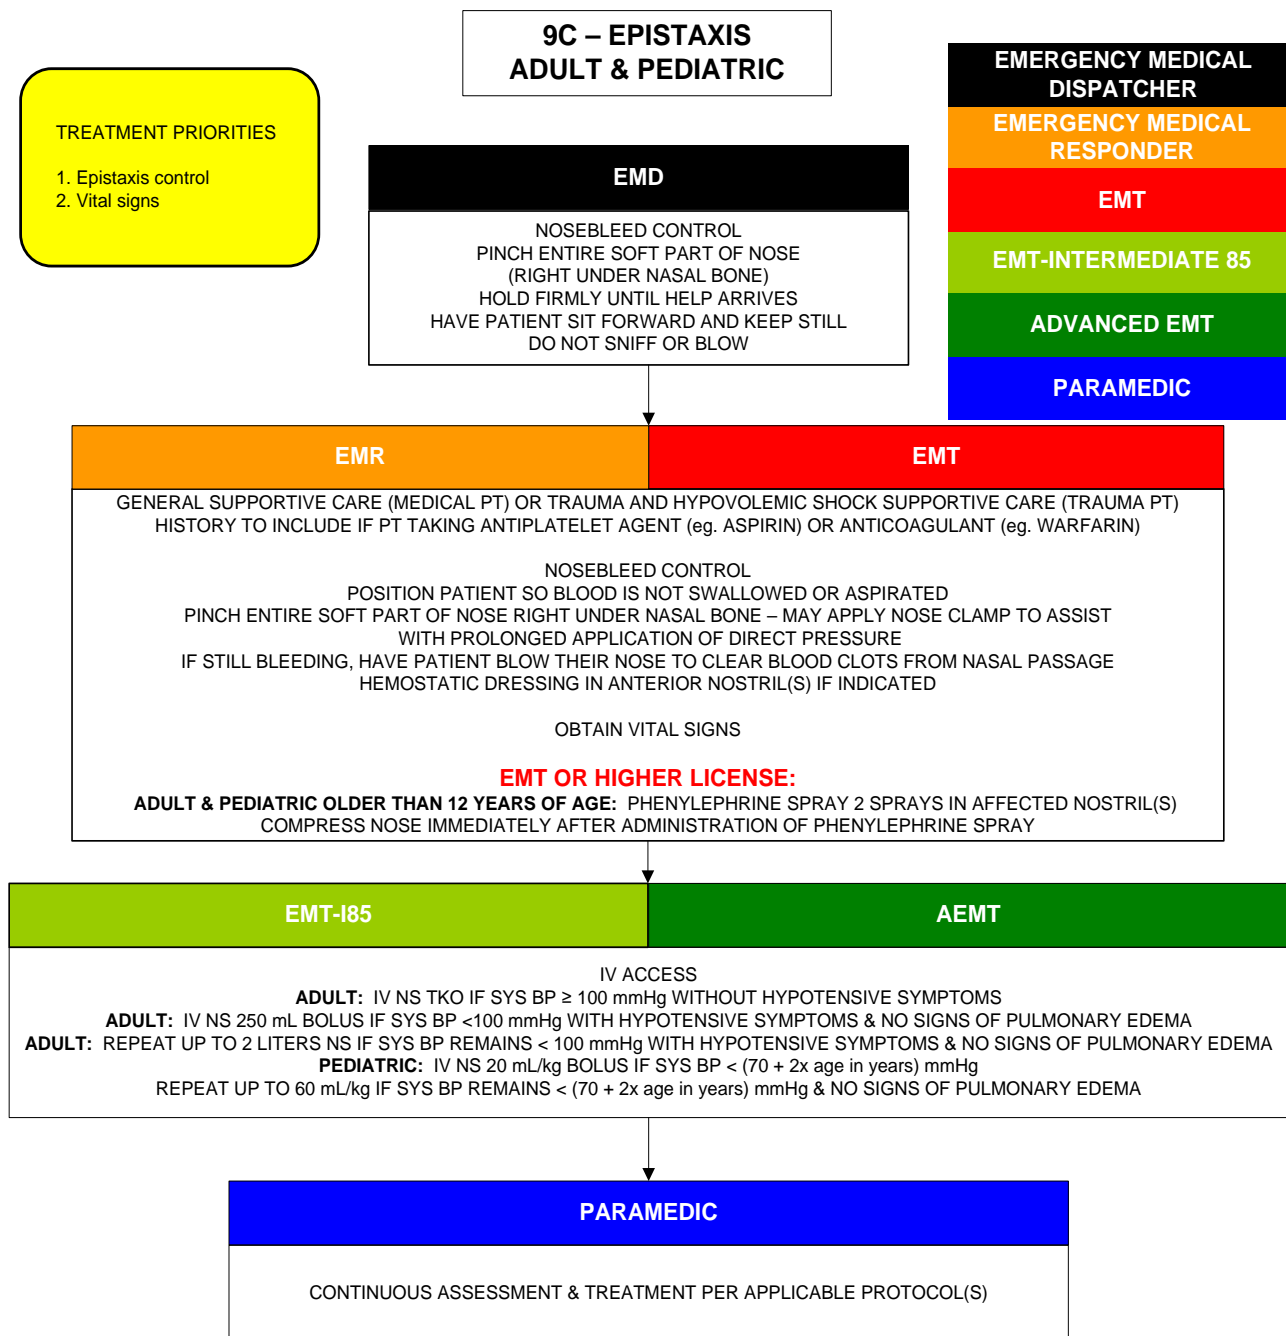 9C – EPISTAXIS
ADULT & PEDIATRIC
TREATMENT PRIORITIES
1. Epistaxis control
2. Vital signs
EMERGENCY MEDICAL
DISPATCHER
EMERGENCY MEDICAL
RESPONDER
EMT
EMT-INTERMEDIATE 85
ADVANCED EMT
PARAMEDIC
EMD
NOSEBLEED CONTROL
PINCH ENTIRE SOFT PART OF NOSE
(RIGHT UNDER NASAL BONE)
HOLD FIRMLY UNTIL HELP ARRIVES
HAVE PATIENT SIT FORWARD AND KEEP STILL
DO NOT SNIFF OR BLOW
EMR
EMT
GENERAL SUPPORTIVE CARE (MEDICAL PT) OR TRAUMA AND HYPOVOLEMIC SHOCK SUPPORTIVE CARE (TRAUMA PT)
HISTORY TO INCLUDE IF PT TAKING ANTIPLATELET AGENT (eg. ASPIRIN) OR ANTICOAGULANT (eg. WARFARIN)
NOSEBLEED CONTROL
POSITION PATIENT SO BLOOD IS NOT SWALLOWED OR ASPIRATED
PINCH ENTIRE SOFT PART OF NOSE RIGHT UNDER NASAL BONE – MAY APPLY NOSE CLAMP TO ASSIST
WITH PROLONGED APPLICATION OF DIRECT PRESSURE
IF STILL BLEEDING, HAVE PATIENT BLOW THEIR NOSE TO CLEAR BLOOD CLOTS FROM NASAL PASSAGE
HEMOSTATIC DRESSING IN ANTERIOR NOSTRIL(S) IF INDICATED
OBTAIN VITAL SIGNS
EMT OR HIGHER LICENSE:
ADULT & PEDIATRIC OLDER THAN 12 YEARS OF AGE: PHENYLEPHRINE SPRAY 2 SPRAYS IN AFFECTED NOSTRIL(S)
COMPRESS NOSE IMMEDIATELY AFTER ADMINISTRATION OF PHENYLEPHRINE SPRAY
EMT-I85
AEMT
IV ACCESS
ADULT: IV NS TKO IF SYS BP ≥ 100 mmHg WITHOUT HYPOTENSIVE SYMPTOMS
ADULT: IV NS 250 mL BOLUS IF SYS BP <100 mmHg WITH HYPOTENSIVE SYMPTOMS & NO SIGNS OF PULMONARY EDEMA
ADULT: REPEAT UP TO 2 LITERS NS IF SYS BP REMAINS < 100 mmHg WITH HYPOTENSIVE SYMPTOMS & NO SIGNS OF PULMONARY EDEMA
PEDIATRIC: IV NS 20 mL/kg BOLUS IF SYS BP < (70 + 2x age in years) mmHg
REPEAT UP TO 60 mL/kg IF SYS BP REMAINS < (70 + 2x age in years) mmHg & NO SIGNS OF PULMONARY EDEMA
PARAMEDIC
CONTINUOUS ASSESSMENT & TREATMENT PER APPLICABLE PROTOCOL(S)